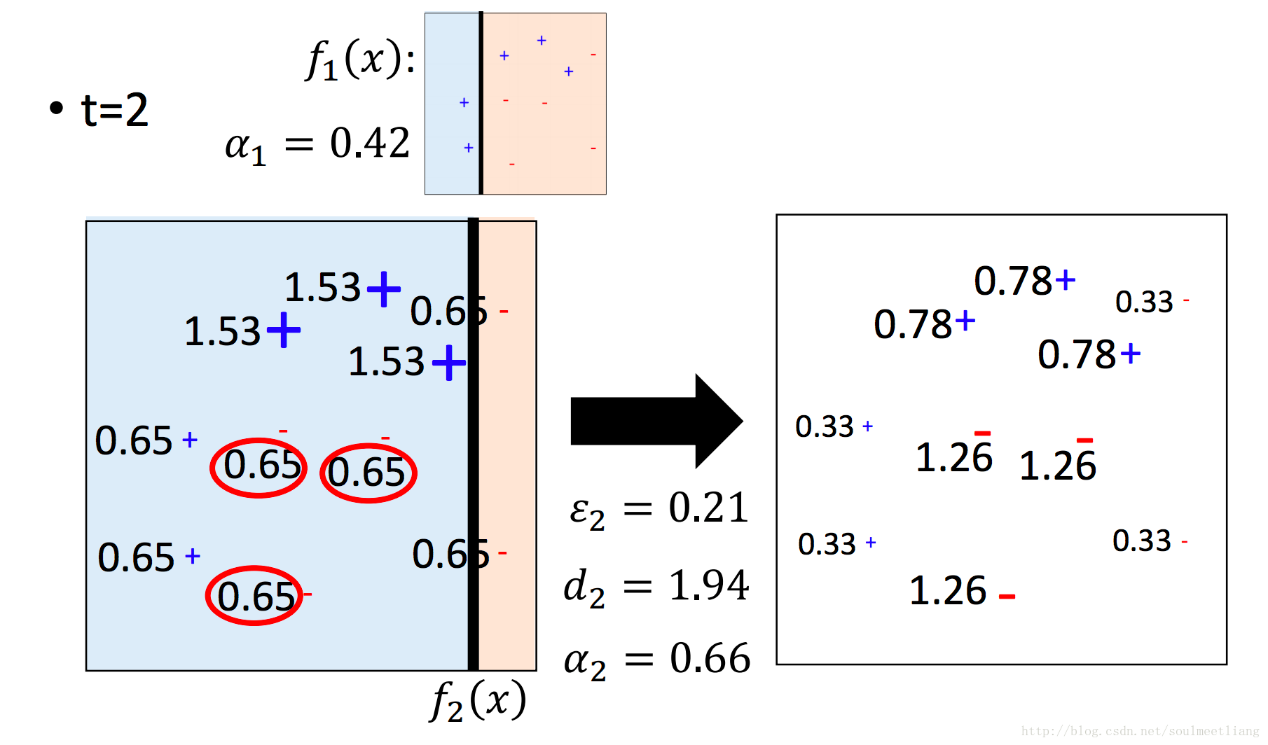 f₁(x):
• t=2
α₁ = 0.42
1.53
0.65
1.53
1.53
0.65
0.65
0.65
0.65
0.65
0.65
f₂(x)
ε₂ = 0.21
d₂ = 1.94
α₂ = 0.66
0.78
0.33
0.78
0.78
0.33
1.26
1.26
0.33
0.33
1.26
http://blog.csdn.net/soulmeetliang